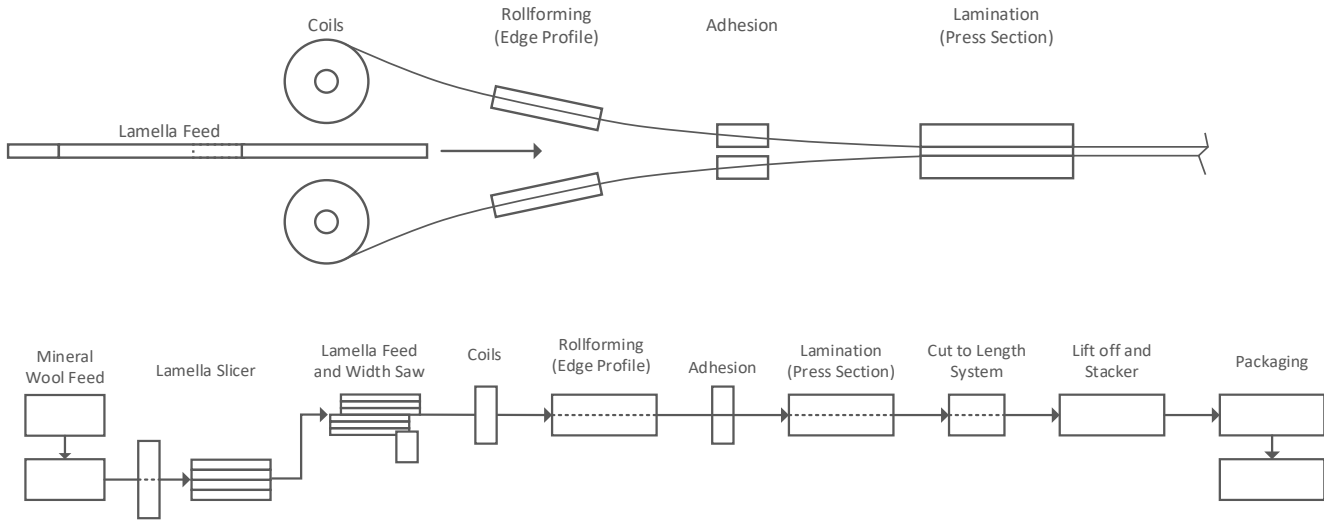 Coils
Rollforming
(Edge Profile)
Adhesion
Lamination
(Press Section)
Lamella Feed
Mineral
Wool Feed
Lamella Slicer
Lamella Feed
and Width Saw
Coils
Rollforming
(Edge Profile)
Adhesion
Lamination
(Press Section)
Cut to Length
System
Lift off and
Stacker
Packaging